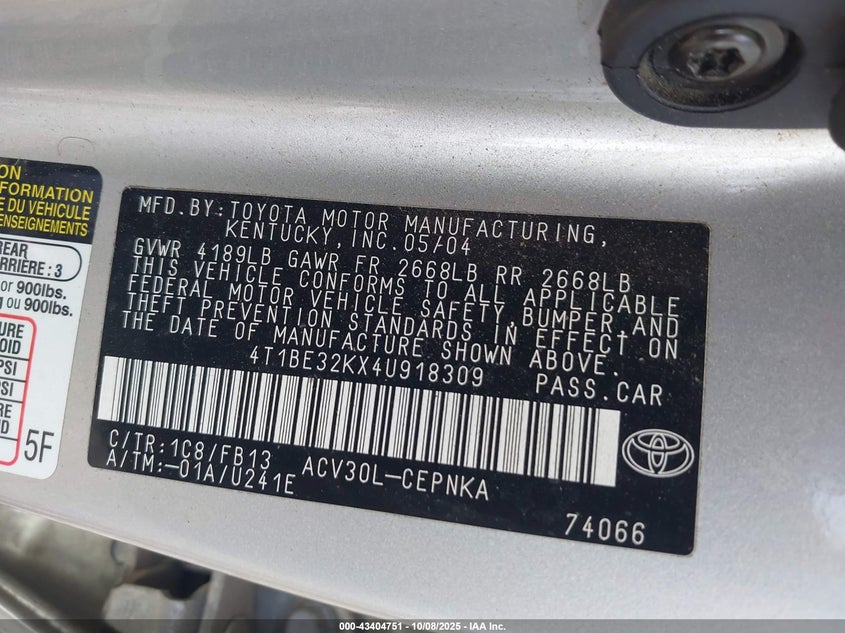 ON
FORMATION
DU VEHICULE
ENSEIGNEMENTS
REAR
ARRIÈRE : 3
or 900lbs.
ou 900lbs.
URE
OID
PSI
PSI
RE
RD
5F
MFD.BY:TOYOTA MOTOR MANUFACTURING,
KENTUCKY,INC.05/04
GVWR 4189LB GAWR FR 2668LB RR 2668LB
THIS VEHICLE CONFORMS TO ALL APPLICABLE
FEDERAL MOTOR VEHICLE SAFETY,BUMPER,AND
THEFT PREVENTION STANDARDS IN EFFECT ON
THE DATE OF MANUFACTURE SHOWN ABOVE.
4T1BE32KX4U918309 PASS.CAR
C/TR:1C8/FB13
A/TM:-01A/U241E
ACV30L-CEPNKA
74066
000-43404751 - 10/08/2025 - IAA Inc.